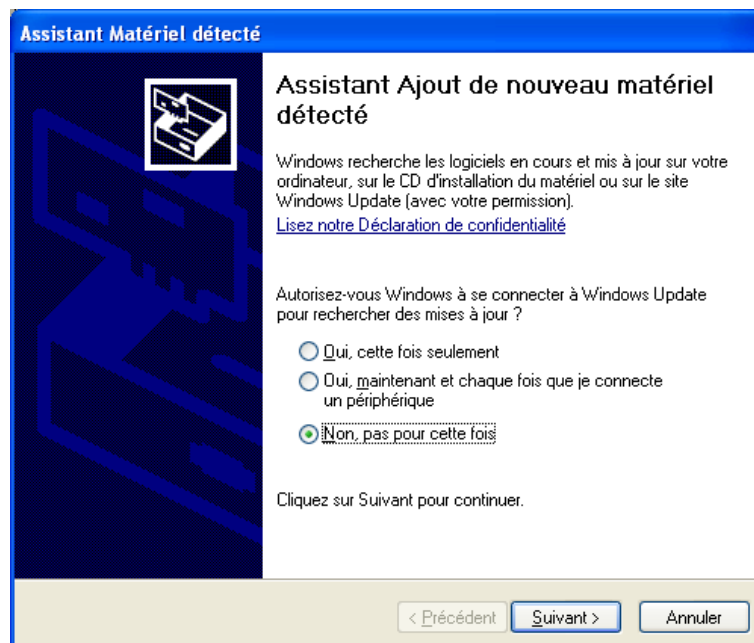 Assistant Matériel détecté
Assistant Ajout de nouveau matériel
détecté
Windows recherche les logiciels en cours et mis à jour sur votre
ordinateur, sur le CD d'installation du matériel ou sur le site
Windows Update (avec votre permission).
Lisez notre Déclaration de confidentialité
Autorisez-vous Windows à se connecter à Windows Update
pour rechercher des mises à jour ?
Oui, cette fois seulement
Oui, maintenant et chaque fois que je connecte
un périphérique
Non, pas pour cette fois
Cliquez sur Suivant pour continuer.
< Précédent Suivant > Annuler